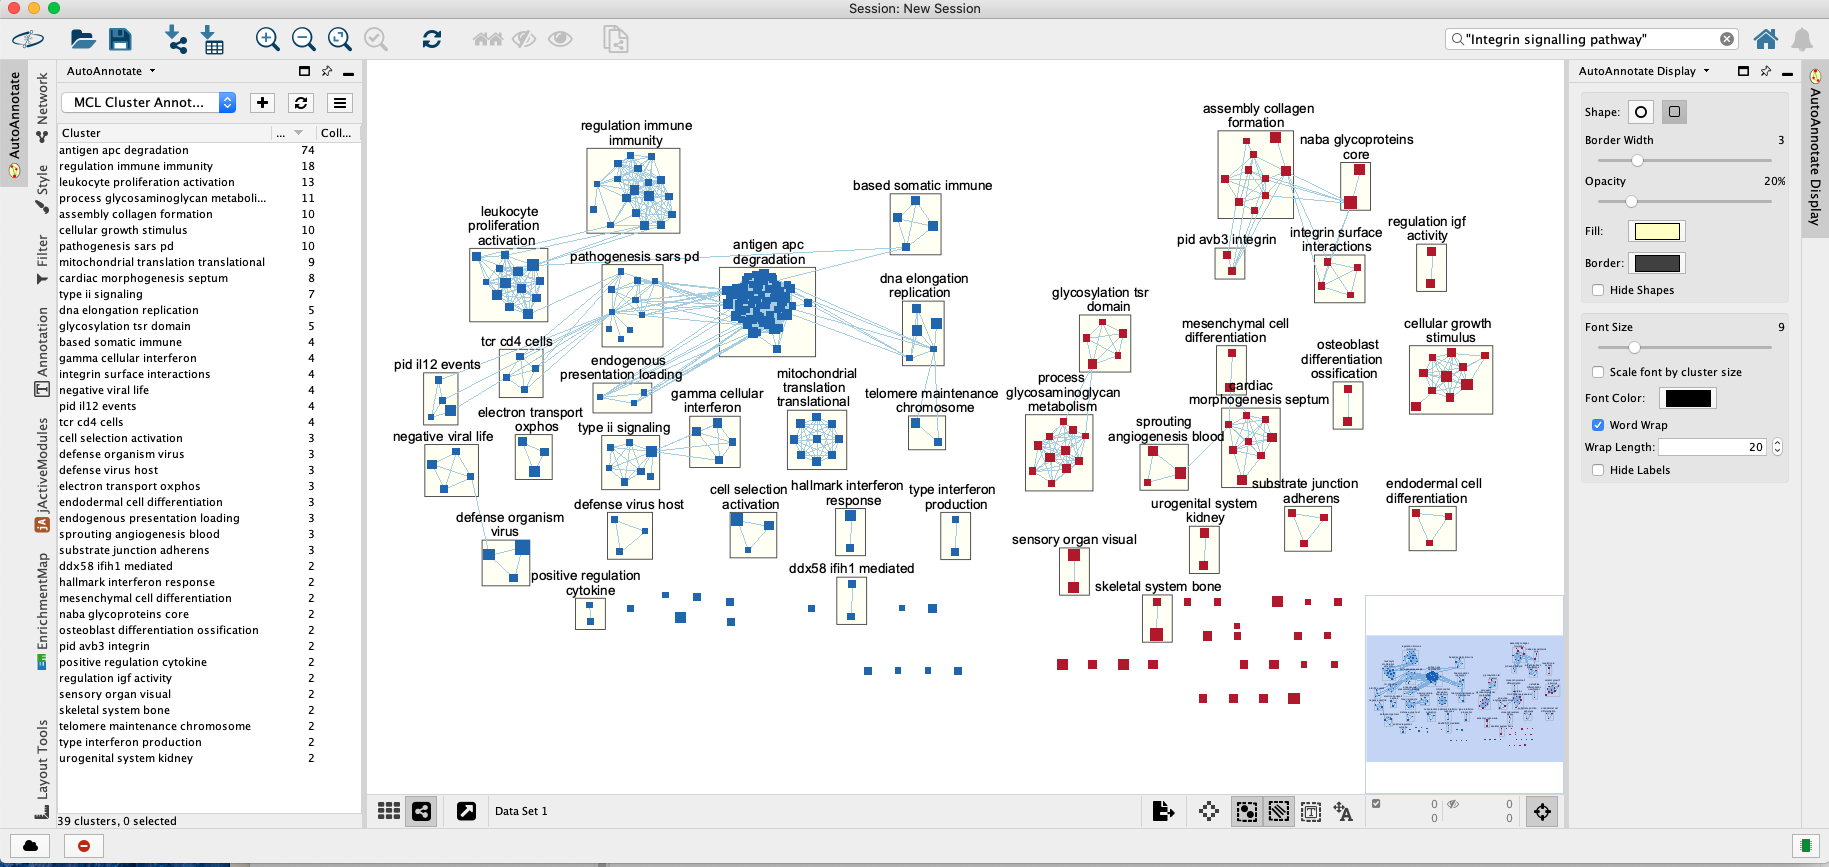 Session: New Session
"Integrin signalling pathway"
AutoAnnotate
Network
Style
Filter
Annotation
jActiveModules
EnrichmentMap
Layout Tools
AutoAnnotate
MCL Cluster Annot...
Cluster ... Coll...
antigen apc degradation 74
regulation immune immunity 18
leukocyte proliferation activation 13
process glycosaminoglycan metaboli... 11
assembly collagen formation 10
cellular growth stimulus 10
pathogenesis sars pd 10
mitochondrial translation translational 9
cardiac morphogenesis septum 8
type ii signaling 7
dna elongation replication 5
glycosylation tsr domain 5
based somatic immune 4
gamma cellular interferon 4
integrin surface interactions 4
negative viral life 4
pid il12 events 4
tcr cd4 cells 4
cell selection activation 3
defense organism virus 3
defense virus host 3
electron transport oxphos 3
endodermal cell differentiation 3
endogenous presentation loading 3
sprouting angiogenesis blood 3
substrate junction adherens 3
ddx58 ifih1 mediated 2
hallmark interferon response 2
mesenchymal cell differentiation 2
naba glycoproteins core 2
osteoblast differentiation ossification 2
pid avb3 integrin 2
positive regulation cytokine 2
regulation igf activity 2
sensory organ visual 2
skeletal system bone 2
telomere maintenance chromosome 2
type interferon production 2
urogenital system kidney 2
39 clusters, 0 selected
regulation immune
immunity
based somatic immune
leukocyte
proliferation
activation
pathogenesis sars pd
antigen apc
degradation
dna elongation
replication
tcr cd4 cells
pid il12 events
endogenous
presentation loading
mitochondrial
translation
translational
gamma cellular
interferon
telomere maintenance
chromosome
electron transport
oxphos
negative viral life
type ii signaling
defense virus host
cell selection
activation
hallmark interferon
response
type interferon
production
defense organism
virus
positive regulation
cytokine
ddx58 ifih1 mediated
assembly collagen
formation
naba glycoproteins
core
pid avb3 integrin
integrin surface
interactions
regulation igf
activity
glycosylation tsr
domain
mesenchymal cell
differentiation
osteoblast
differentiation
ossification
cellular growth
stimulus
process
glycosaminoglycan
metabolism
cardiac
morphogenesis septum
sprouting
angiogenesis blood
substrate junction
adherens
endodermal cell
differentiation
urogenital system
kidney
sensory organ visual
skeletal system bone
Data Set 1
0 0
0 0
AutoAnnotate Display
Shape:
Border Width 3
Opacity 20%
Fill:
Border:
Hide Shapes
Font Size 9
Scale font by cluster size
Font Color:
Word Wrap
Wrap Length: 20
Hide Labels
AutoAnnotate Display